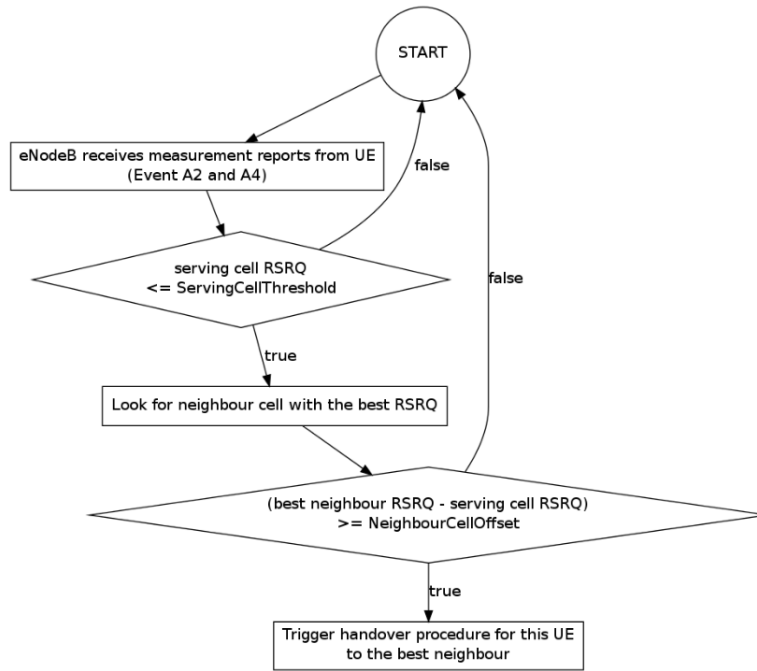 START
eNodeB receives measurement reports from UE
(Event A2 and A4)
false
serving cell RSRQ
<= ServingCellThreshold
false
true
Look for neighbour cell with the best RSRQ
(best neighbour RSRQ - serving cell RSRQ)
>= NeighbourCellOffset
true
Trigger handover procedure for this UE
to the best neighbour